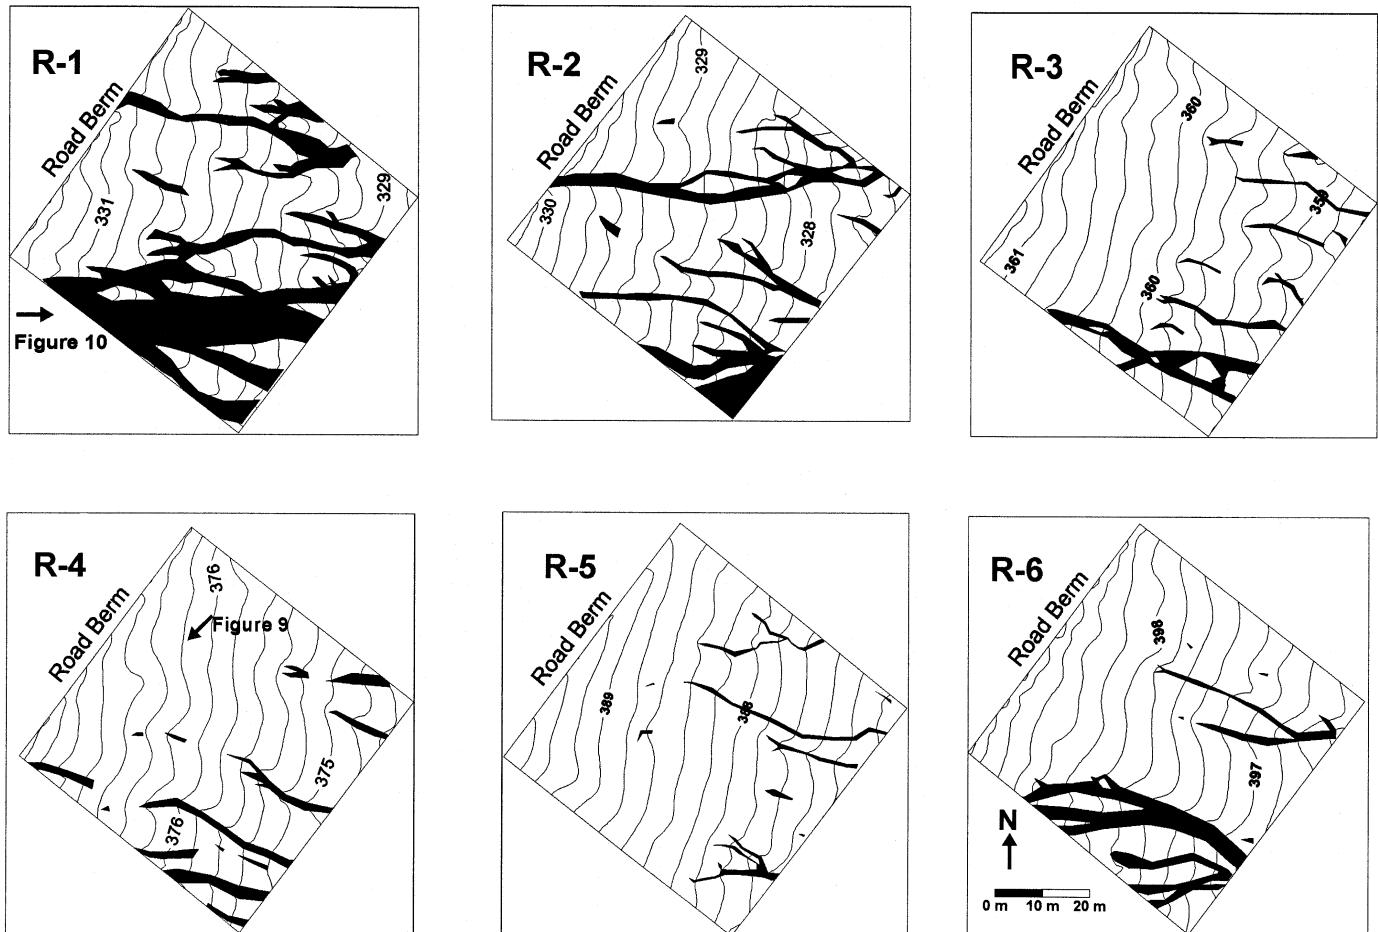 R-1
Road Berm
331
329
Figure 10
R-2
Road Berm
329
330
328
R-3
Road Berm
360
359
361
360
R-4
Road Berm
376
Figure 9
375
376
R-5
Road Berm
389
388
R-6
Road Berm
398
397
N
0 m 10 m 20 m